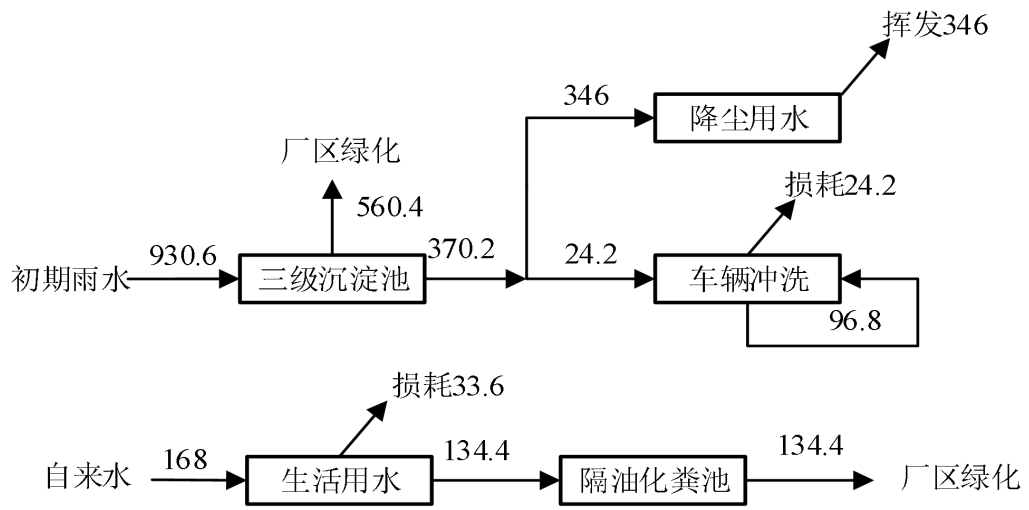 挥发346
346
降尘用水
厂区绿化
560.4
损耗24.2
初期雨水
930.6
三级沉淀池
370.2
24.2
车辆冲洗
96.8
损耗33.6
自来水
168
生活用水
134.4
隔油化粪池
134.4
厂区绿化